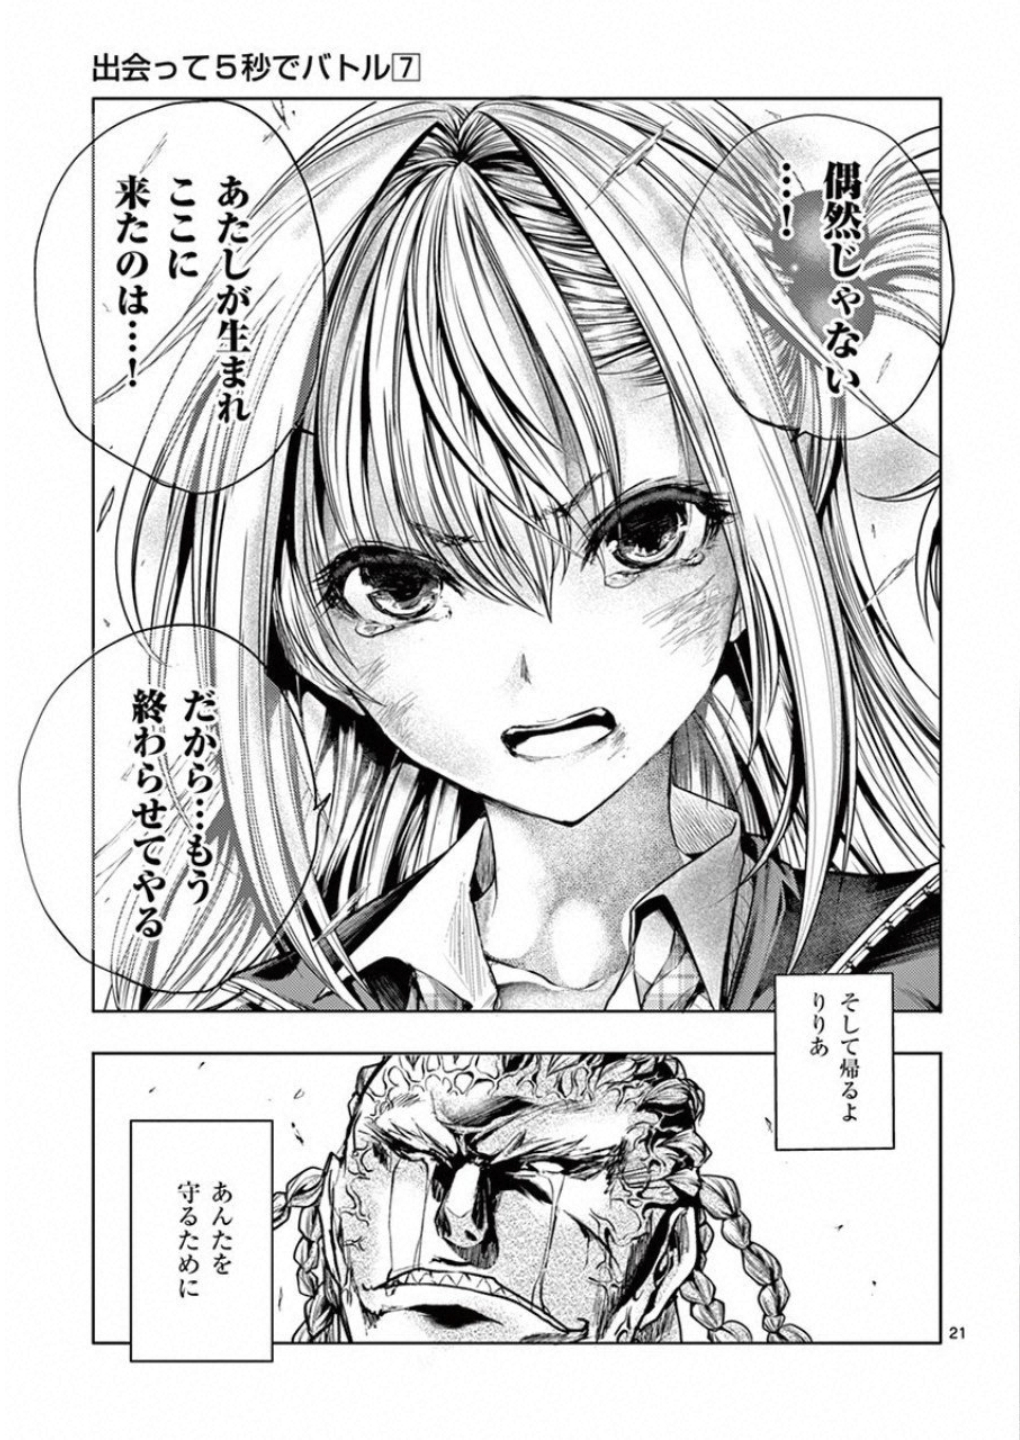 出会って5秒でバトル7
偶然じゃない
…！
あたしが生まれ
ここに
来たのは…！
だから…もう
終わらせてやる
そして帰るよ
りりあ
あんたを
守るために
21